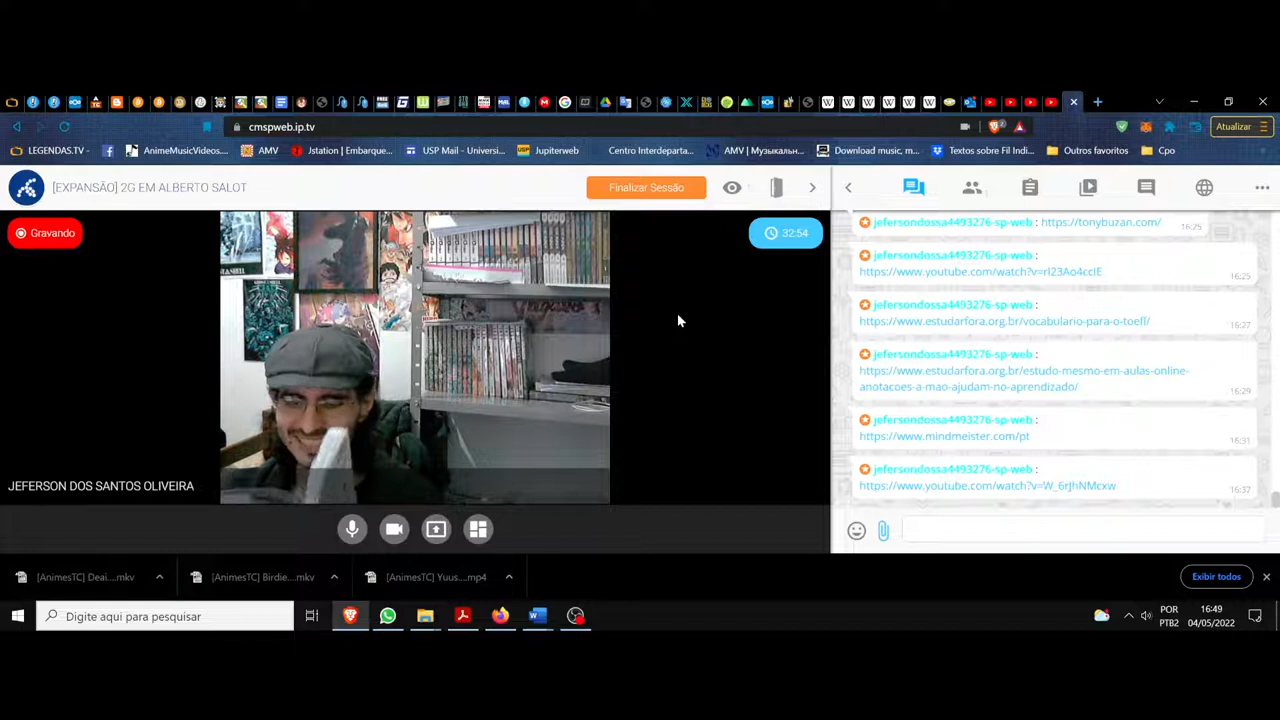 cmspweb.ip.tv
Atualizar
LEGENDAS.TV -
AnimeMusicVideos...
AMV
Jstation | Embarque...
USP Mail - Universi...
Jupiterweb
Centro Interdeparta...
AMV | Музыкальн...
Download music, m...
Textos sobre Fil Indi...
Outros favoritos
Cpo
[EXPANSÃO] 2G EM ALBERTO SALOT
Finalizar Sessão
Gravando
32:54
JEFERSON DOS SANTOS OLIVEIRA
jefersondossa4493276-sp-web : https://tonybuzan.com/
16:25
jefersondossa4493276-sp-web :
https://www.youtube.com/watch?v=rI23Ao4ccIE
16:25
jefersondossa4493276-sp-web :
https://www.estudarfora.org.br/vocabulario-para-o-toefl/
16:27
jefersondossa4493276-sp-web :
https://www.estudarfora.org.br/estudo-mesmo-em-aulas-online-
anotacoes-a-mao-ajudam-no-aprendizado/
16:29
jefersondossa4493276-sp-web :
https://www.mindmeister.com/pt
16:31
jefersondossa4493276-sp-web :
https://www.youtube.com/watch?v=W_6rJhNMcxw
16:37
[AnimesTC] Deai....mkv
[AnimesTC] Birdie....mkv
[AnimesTC] Yuus....mp4
Exibir todos
Digite aqui para pesquisar
POR
PTB2
16:49
04/05/2022